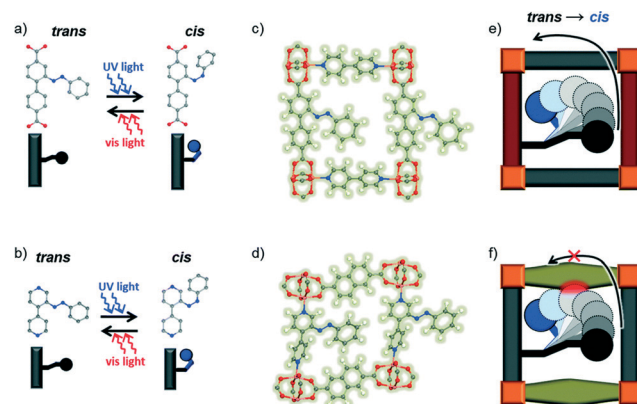 a)
trans
cis
UV light
vis light
b)
trans
cis
UV light
vis light
c)
d)
e)
trans → cis
f)